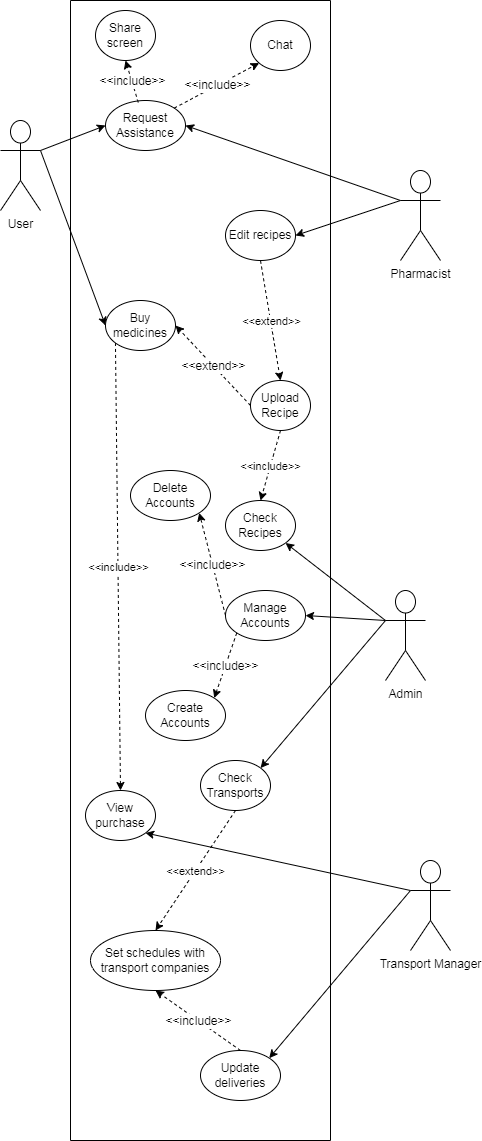 Share
screen
Chat
<<include>>
<<include>>
Request
Assistance
User
Edit recipes
Pharmacist
Buy
medicines
<<extend>>
<<extend>>
Upload
Recipe
<<include>>
Delete
Accounts
Check
Recipes
<<include>>
<<include>>
Manage
Accounts
<<include>>
Admin
Create
Accounts
Check
Transports
View
purchase
<<extend>>
Set schedules with
transport companies
Transport Manager
<<include>>
Update
deliveries